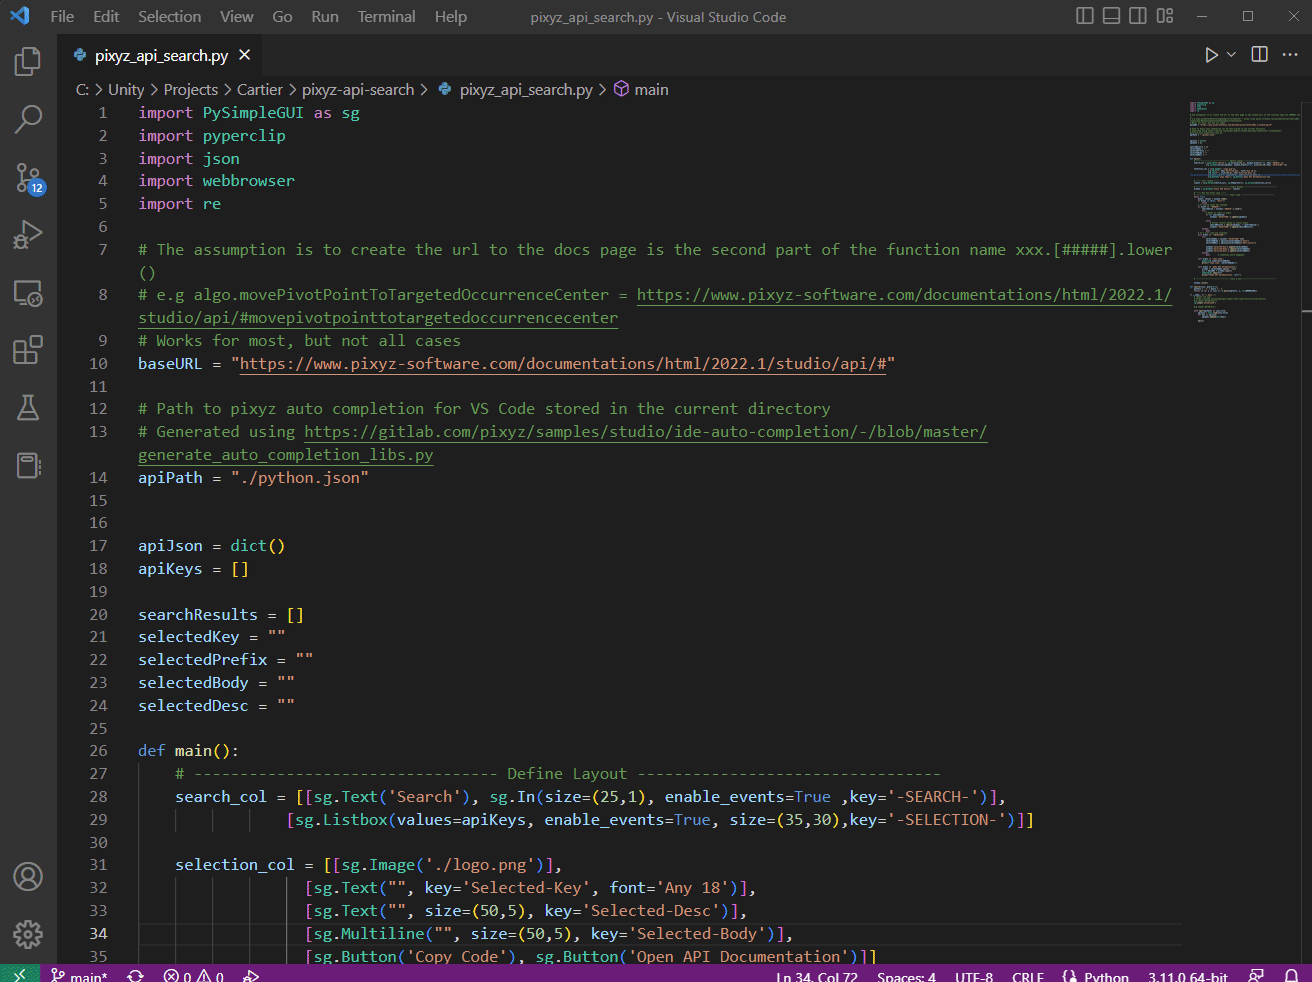 File Edit Selection View Go Run Terminal Help pixyz_api_search.py - Visual Studio Code
pixyz_api_search.py
C: > Unity > Projects > Cartier > pixyz-api-search > pixyz_api_search.py > main
1 import PySimpleGUI as sg
2 import pyperclip
3 import json
4 import webbrowser
5 import re
6
7 # The assumption is to create the url to the docs page is the second part of the function name xxx.[#####].lower
()
8 # e.g algo.movePivotPointToTargetedOccurrenceCenter = https://www.pixyz-software.com/documentations/html/2022.1/
studio/api/#movepivotpointtotargetedoccurrencecenter
9 # Works for most, but not all cases
10 baseURL = "https://www.pixyz-software.com/documentations/html/2022.1/studio/api/#"
11
12 # Path to pixyz auto completion for VS Code stored in the current directory
13 # Generated using https://gitlab.com/pixyz/samples/studio/ide-auto-completion/-/blob/master/
generate_auto_completion_libs.py
14 apiPath = "./python.json"
15
16
17 apiJson = dict()
18 apiKeys = []
19
20 searchResults = []
21 selectedKey = ""
22 selectedPrefix = ""
23 selectedBody = ""
24 selectedDesc = ""
25
26 def main():
27 # --------------------------------- Define Layout ---------------------------------
28 search_col = [[sg.Text('Search'), sg.In(size=(25,1), enable_events=True ,key='-SEARCH-')],
29 [sg.Listbox(values=apiKeys, enable_events=True, size=(35,30),key='-SELECTION-')]]
30
31 selection_col = [[sg.Image('./logo.png')],
32 [sg.Text("", key='Selected-Key', font='Any 18')],
33 [sg.Text("", size=(50,5), key='Selected-Desc')],
34 [sg.Multiline("", size=(50,5), key='Selected-Body')],
35 [sg.Button('Copy Code'), sg.Button('Open API Documentation')]]
12
main* 0 0 Ln 34, Col 72 Spaces: 4 UTF-8 CRLF Python 3.11.0 64-bit